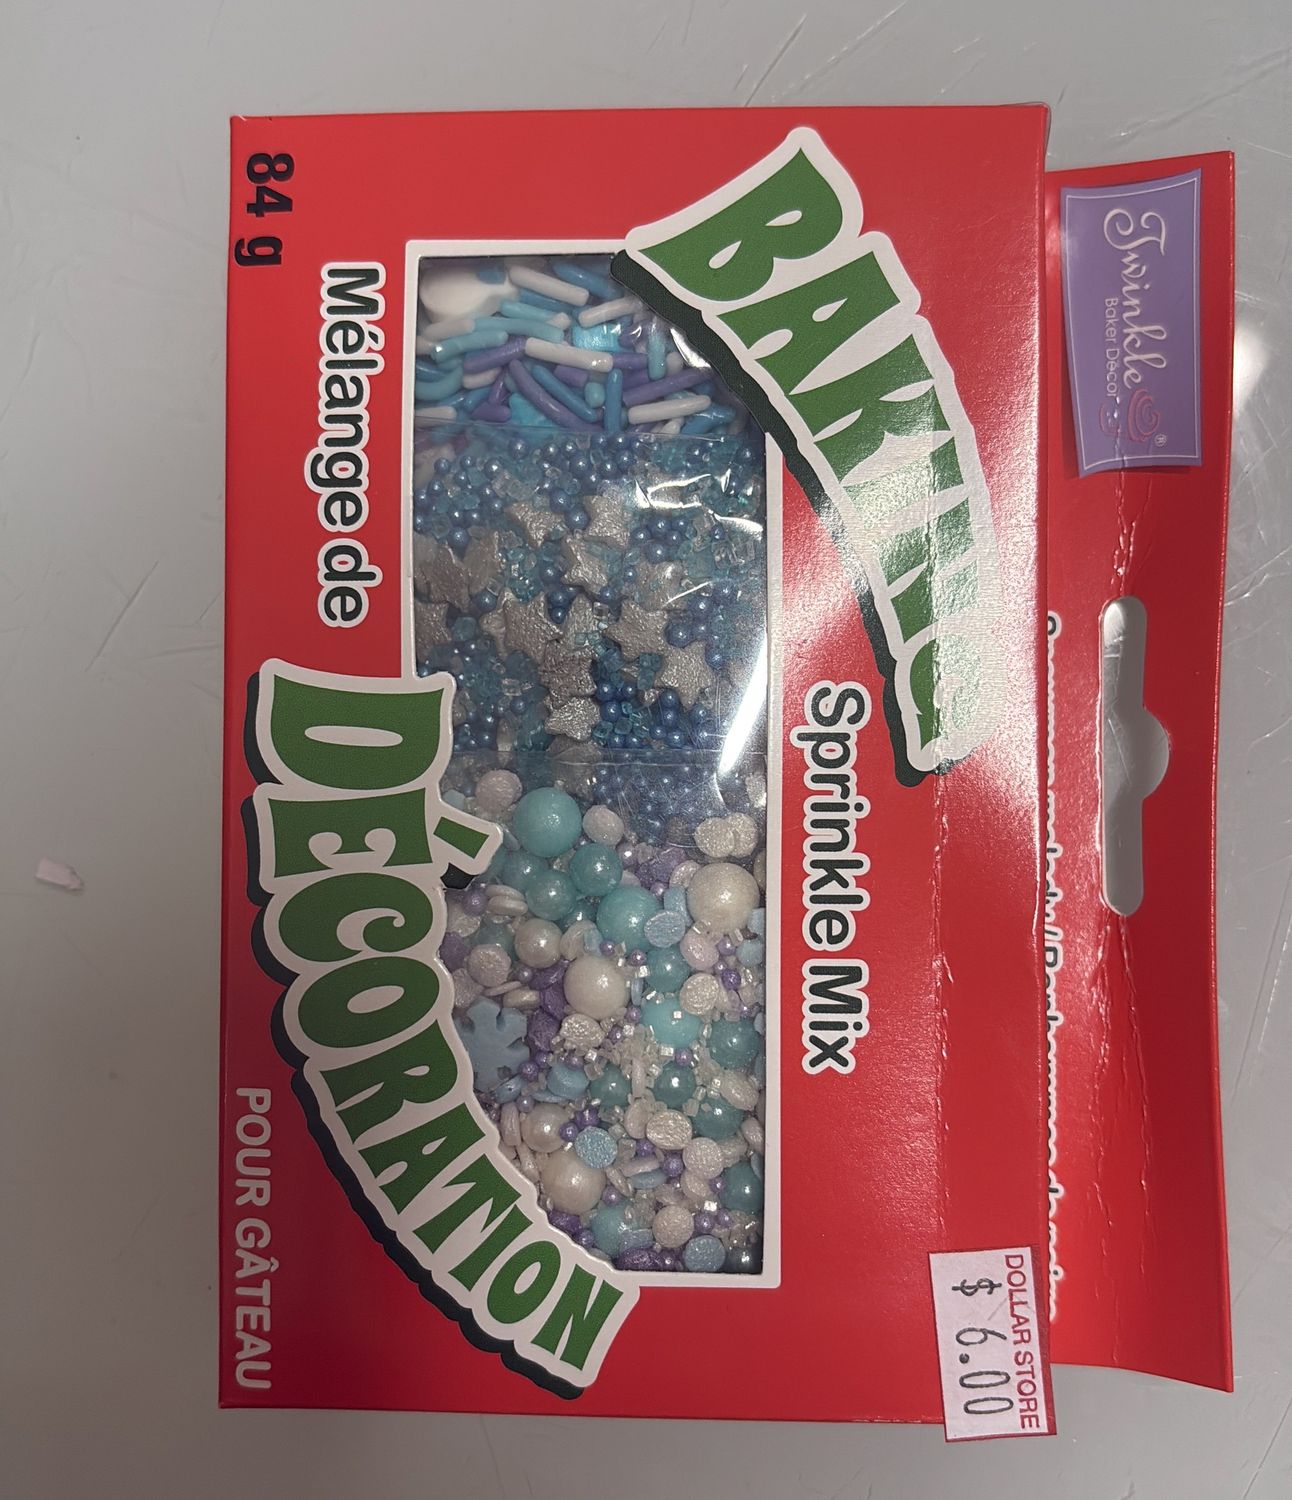 Twinkle
Baker Décor
®
BAKING
Sprinkle Mix
Mélange de
DÉCORATION
84 g
POUR GÂTEAU
DOLLAR STORE
$ 6.00